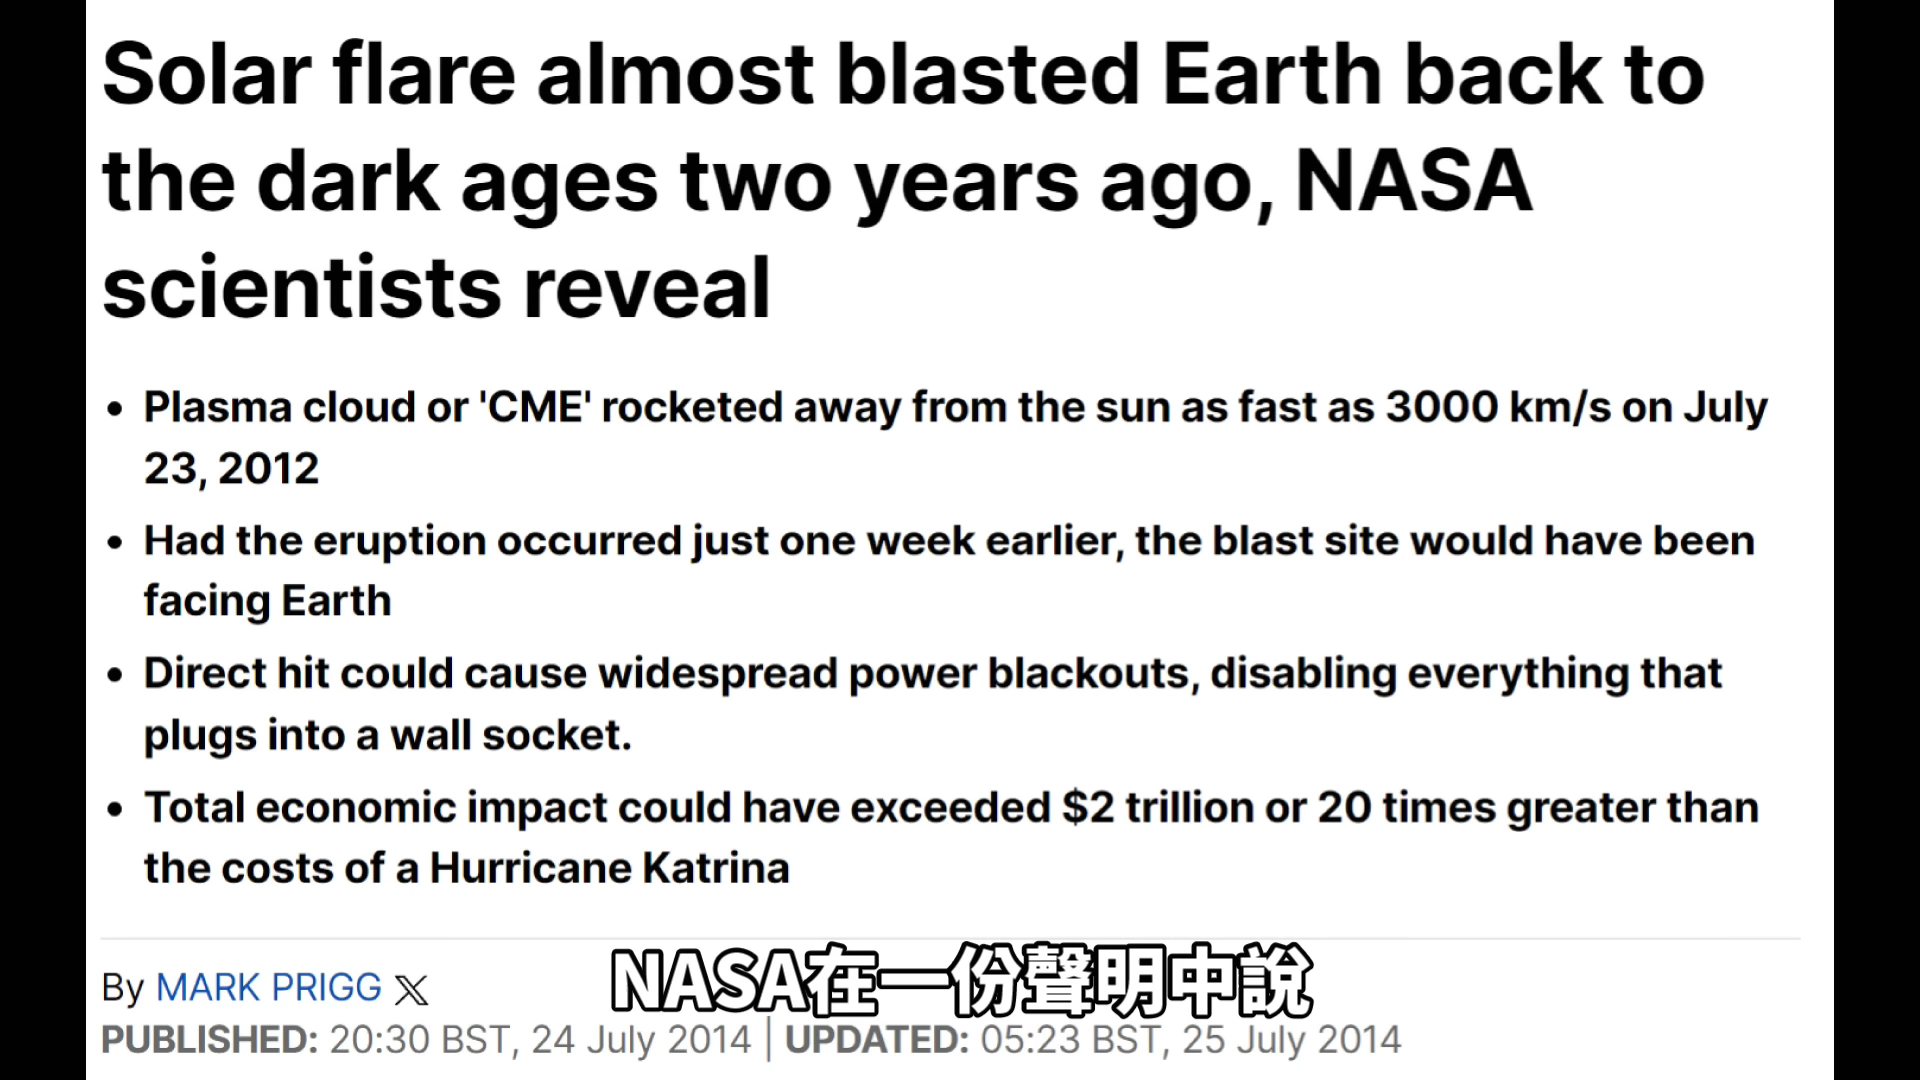 Solar flare almost blasted Earth back to
the dark ages two years ago, NASA
scientists reveal
• Plasma cloud or 'CME' rocketed away from the sun as fast as 3000 km/s on July
23, 2012
• Had the eruption occurred just one week earlier, the blast site would have been
facing Earth
• Direct hit could cause widespread power blackouts, disabling everything that
plugs into a wall socket.
• Total economic impact could have exceeded $2 trillion or 20 times greater than
the costs of a Hurricane Katrina
By MARK PRIGG X
NASA在一份聲明中說
PUBLISHED: 20:30 BST, 24 July 2014 | UPDATED: 05:23 BST, 25 July 2014